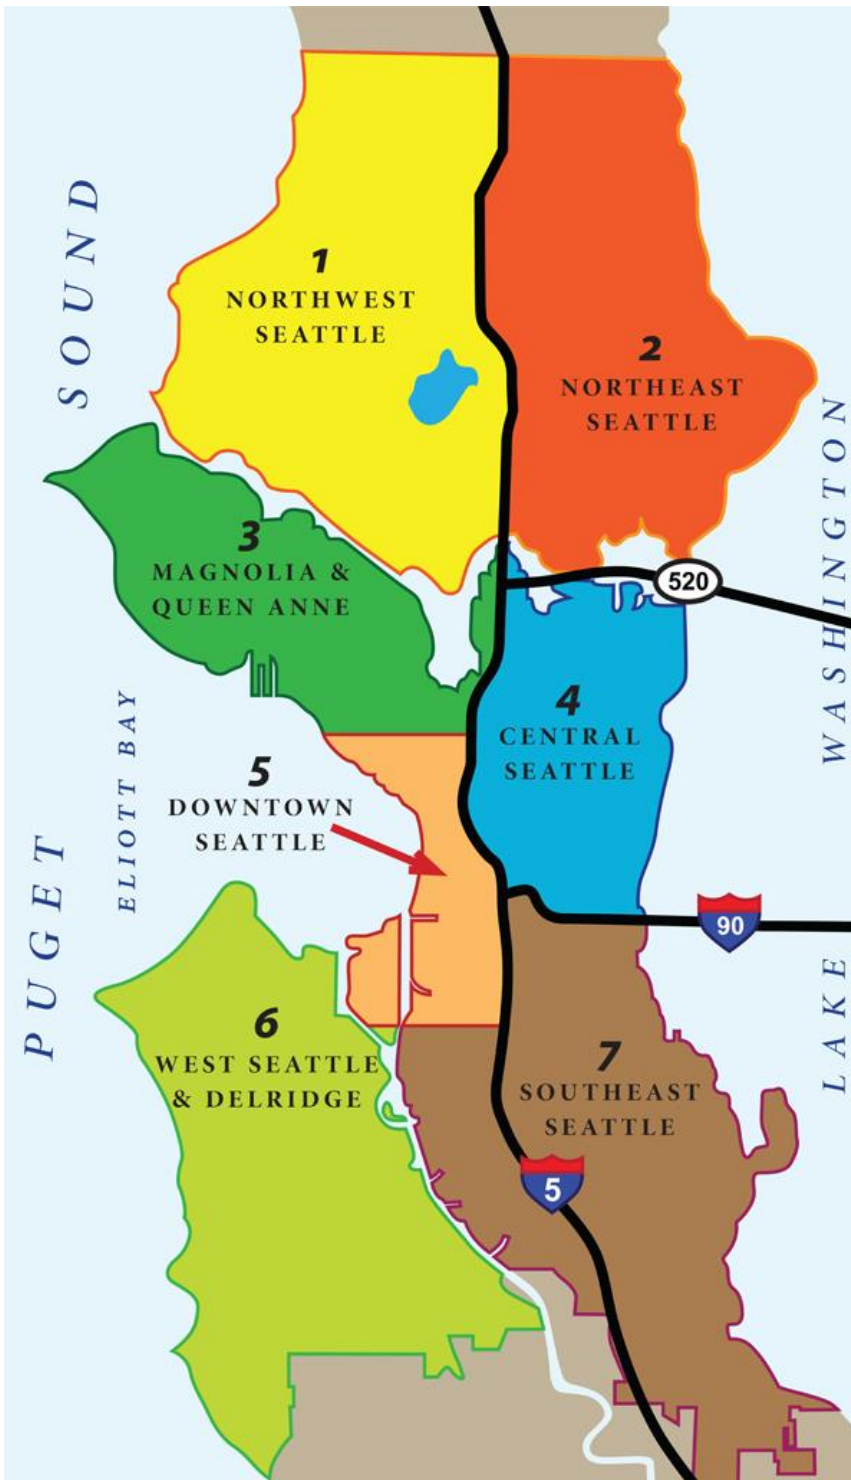 SOUND
1
NORTHWEST
SEATTLE
2
NORTHEAST
SEATTLE
3
MAGNOLIA &
QUEEN ANNE
520
4
CENTRAL
SEATTLE
5
DOWNTOWN
SEATTLE
ELIOTT BAY
PUGET
WASHINGTON
90
LAKE
6
WEST SEATTLE
& DELRIDGE
7
SOUTHEAST
SEATTLE
5